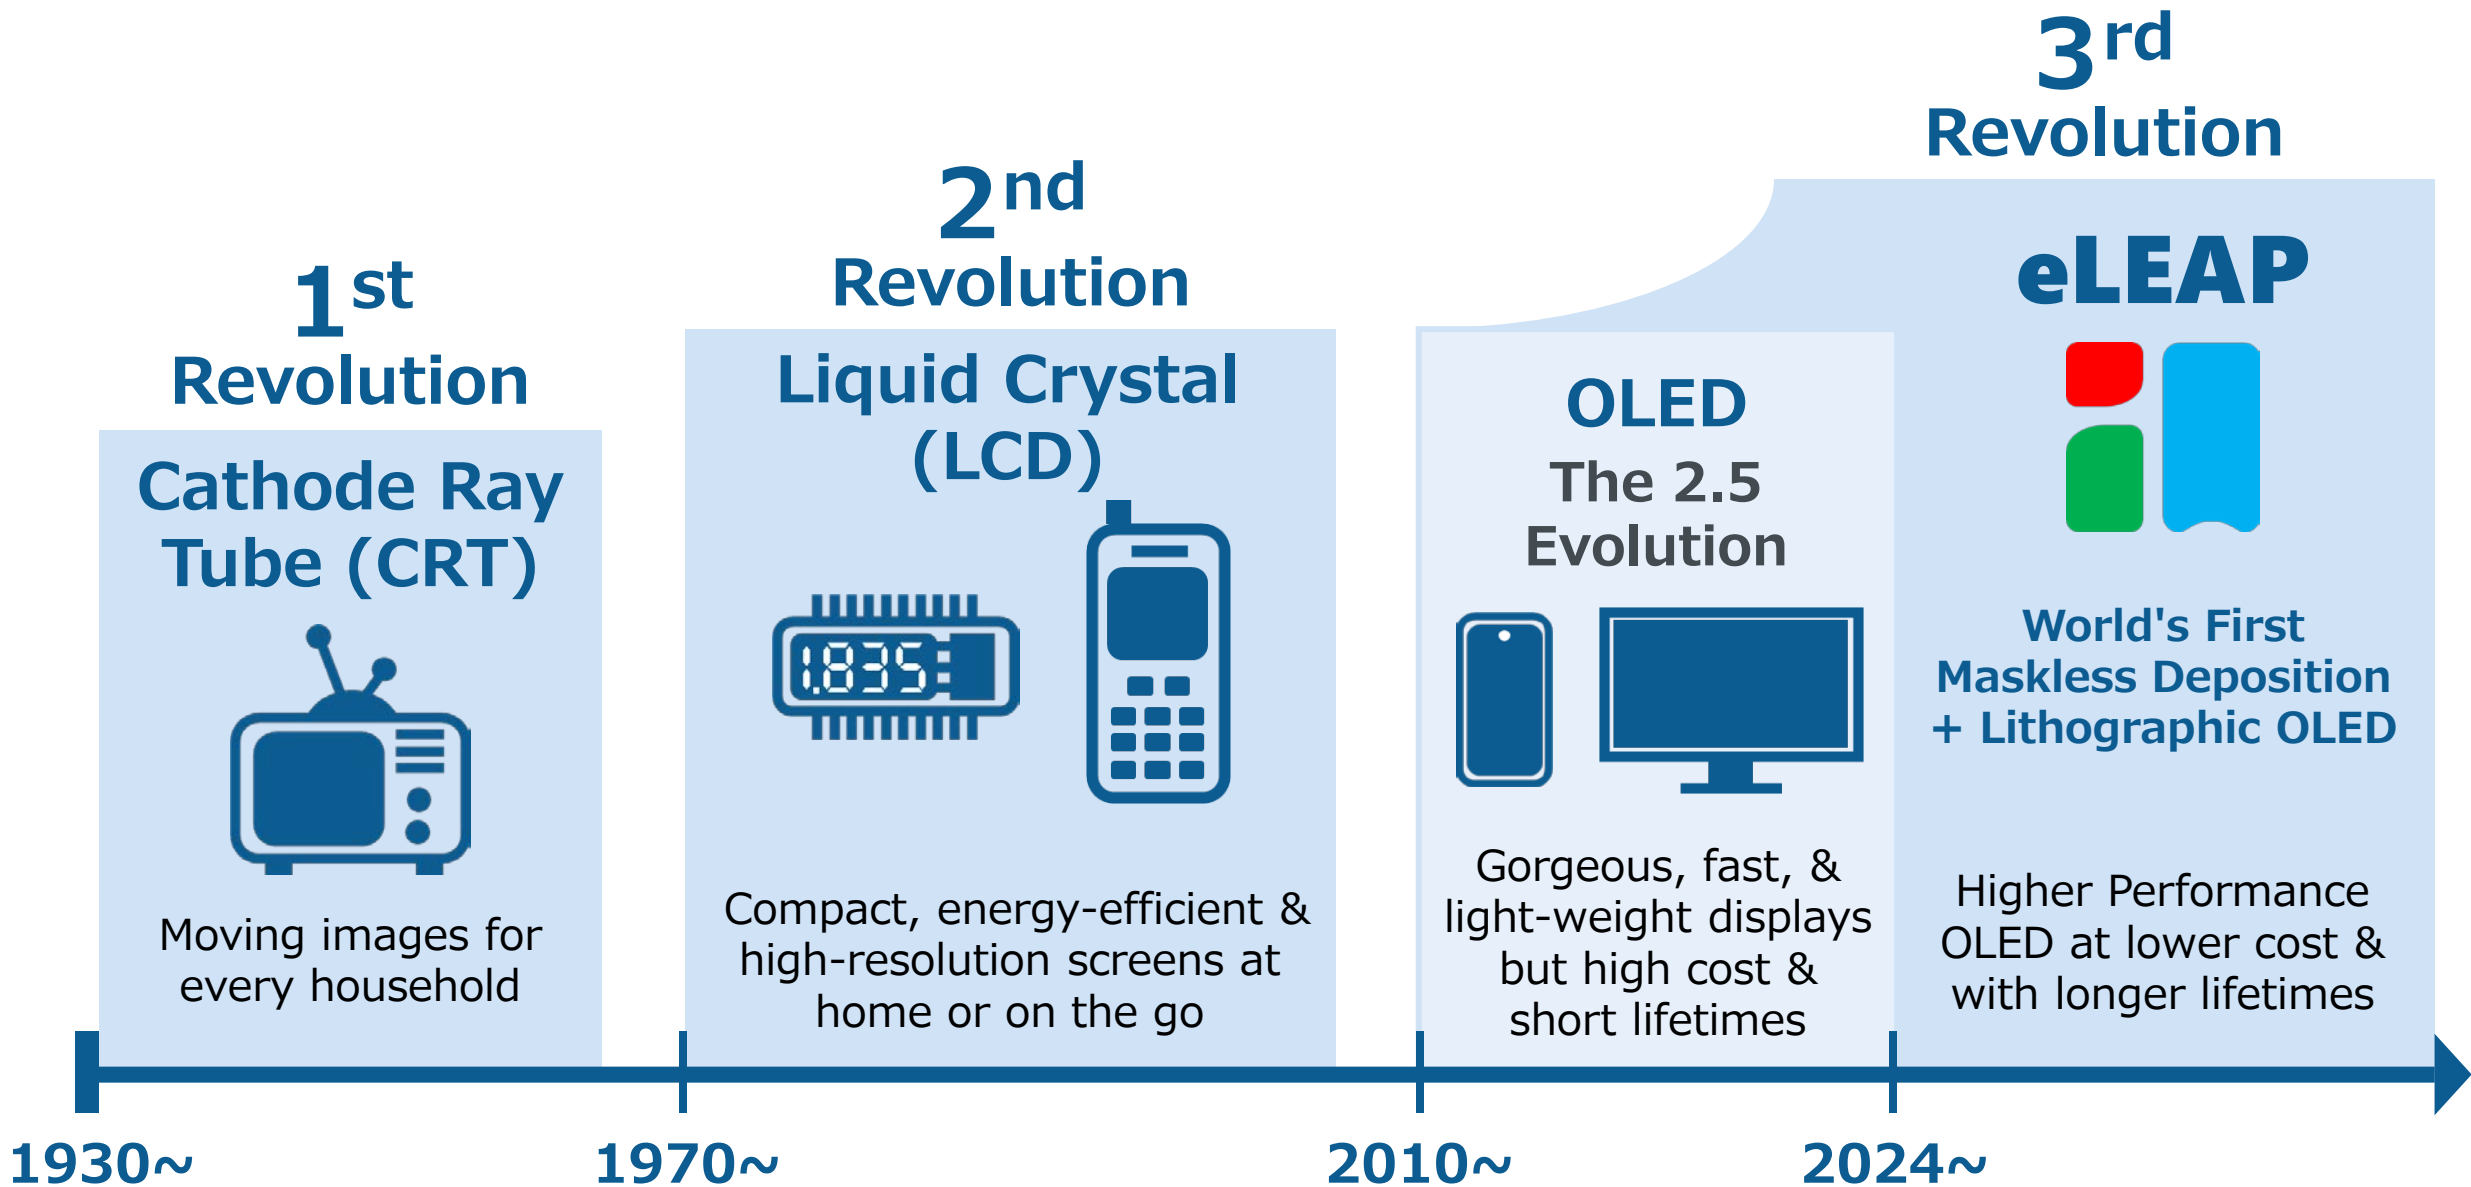 1st
Revolution
Cathode Ray
Tube (CRT)
Moving images for
every household
2nd
Revolution
Liquid Crystal
(LCD)
1.835
Compact, energy-efficient &
high-resolution screens at
home or on the go
OLED
The 2.5
Evolution
Gorgeous, fast, &
light-weight displays
but high cost &
short lifetimes
3rd
Revolution
eLEAP
World's First
Maskless Deposition
+ Lithographic OLED
Higher Performance
OLED at lower cost &
with longer lifetimes
1930~
1970~
2010~
2024~